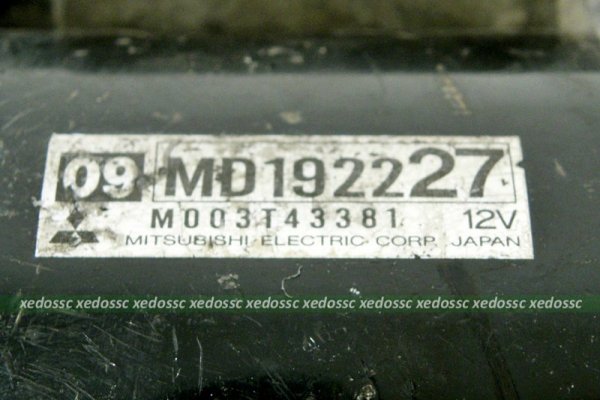 09 MD192227
M003T43381 12V
MITSUBISHI ELECTRIC CORP. JAPAN
xedossc xedossc xedossc xedossc xedossc xedossc xedossc xedossc xedossc xedossc